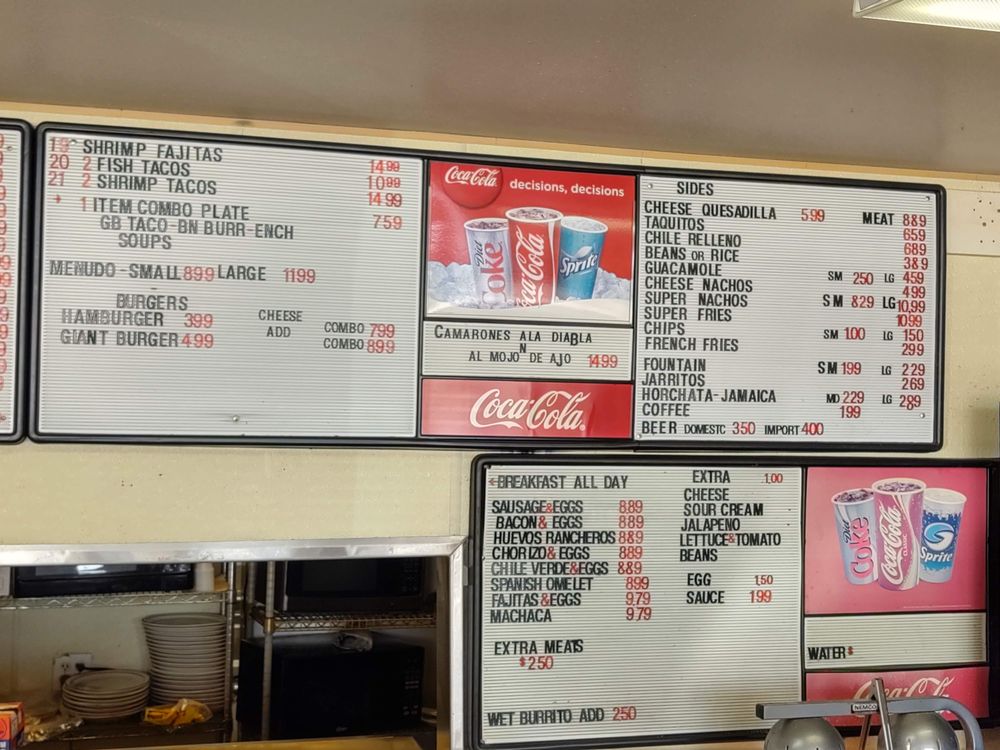 19 SHRIMP FAJITAS 14 99
20 2 FISH TACOS 10 99
21 2 SHRIMP TACOS 14 99
1 ITEM COMBO PLATE 7 59
GB TACO-BN BURR-ENCH
SOUPS
MENUDO - SMALL 8 99 LARGE 11 99
BURGERS
HAMBURGER 3 99 CHEESE COMBO 7 99
GIANT BURGER 4 99 ADD COMBO 8 99
Coca-Cola decisions, decisions
Diet Coke Coca-Cola Sprite
CAMARONES ALA DIABLA
N
AL MOJO DE AJO 14 99
Coca-Cola
SIDES
CHEESE QUESADILLA 5 99 MEAT 8 89
TAQUITOS 6 59
CHILE RELLENO 6 89
BEANS OR RICE 3 89
GUACAMOLE SM 2 50 LG 4 59
CHEESE NACHOS 4 99
SUPER NACHOS SM 8 29 LG 10,99
SUPER FRIES 10 99
CHIPS SM 1 00 LG 1 50
FRENCH FRIES 2 99
FOUNTAIN SM 1 99 LG 2 29
JARRITOS 2 69
HORCHATA-JAMAICA MD 2 29 LG 2 89
COFFEE 1 99
BEER DOMESTC 3 50 IMPORT 4 00
BREAKFAST ALL DAY
SAUSAGE & EGGS 8.89
BACON & EGGS 8 89
HUEVOS RANCHEROS 8 89
CHORIZO & EGGS 8 89
CHILE VERDE & EGGS 8 89
SPANISH OMELET 8 99
FAJITAS & EGGS 9.79
MACHACA 9.79
EXTRA MEATS
$ 2 50
WET BURRITO ADD 2 50
EXTRA 1,00
CHEESE
SOUR CREAM
JALAPENO
LETTUCE & TOMATO
BEANS
EGG 1,50
SAUCE 1 99
Diet Coke Coca-Cola CLASSIC Sprite
WATER $
Coca-Cola
NEMCO